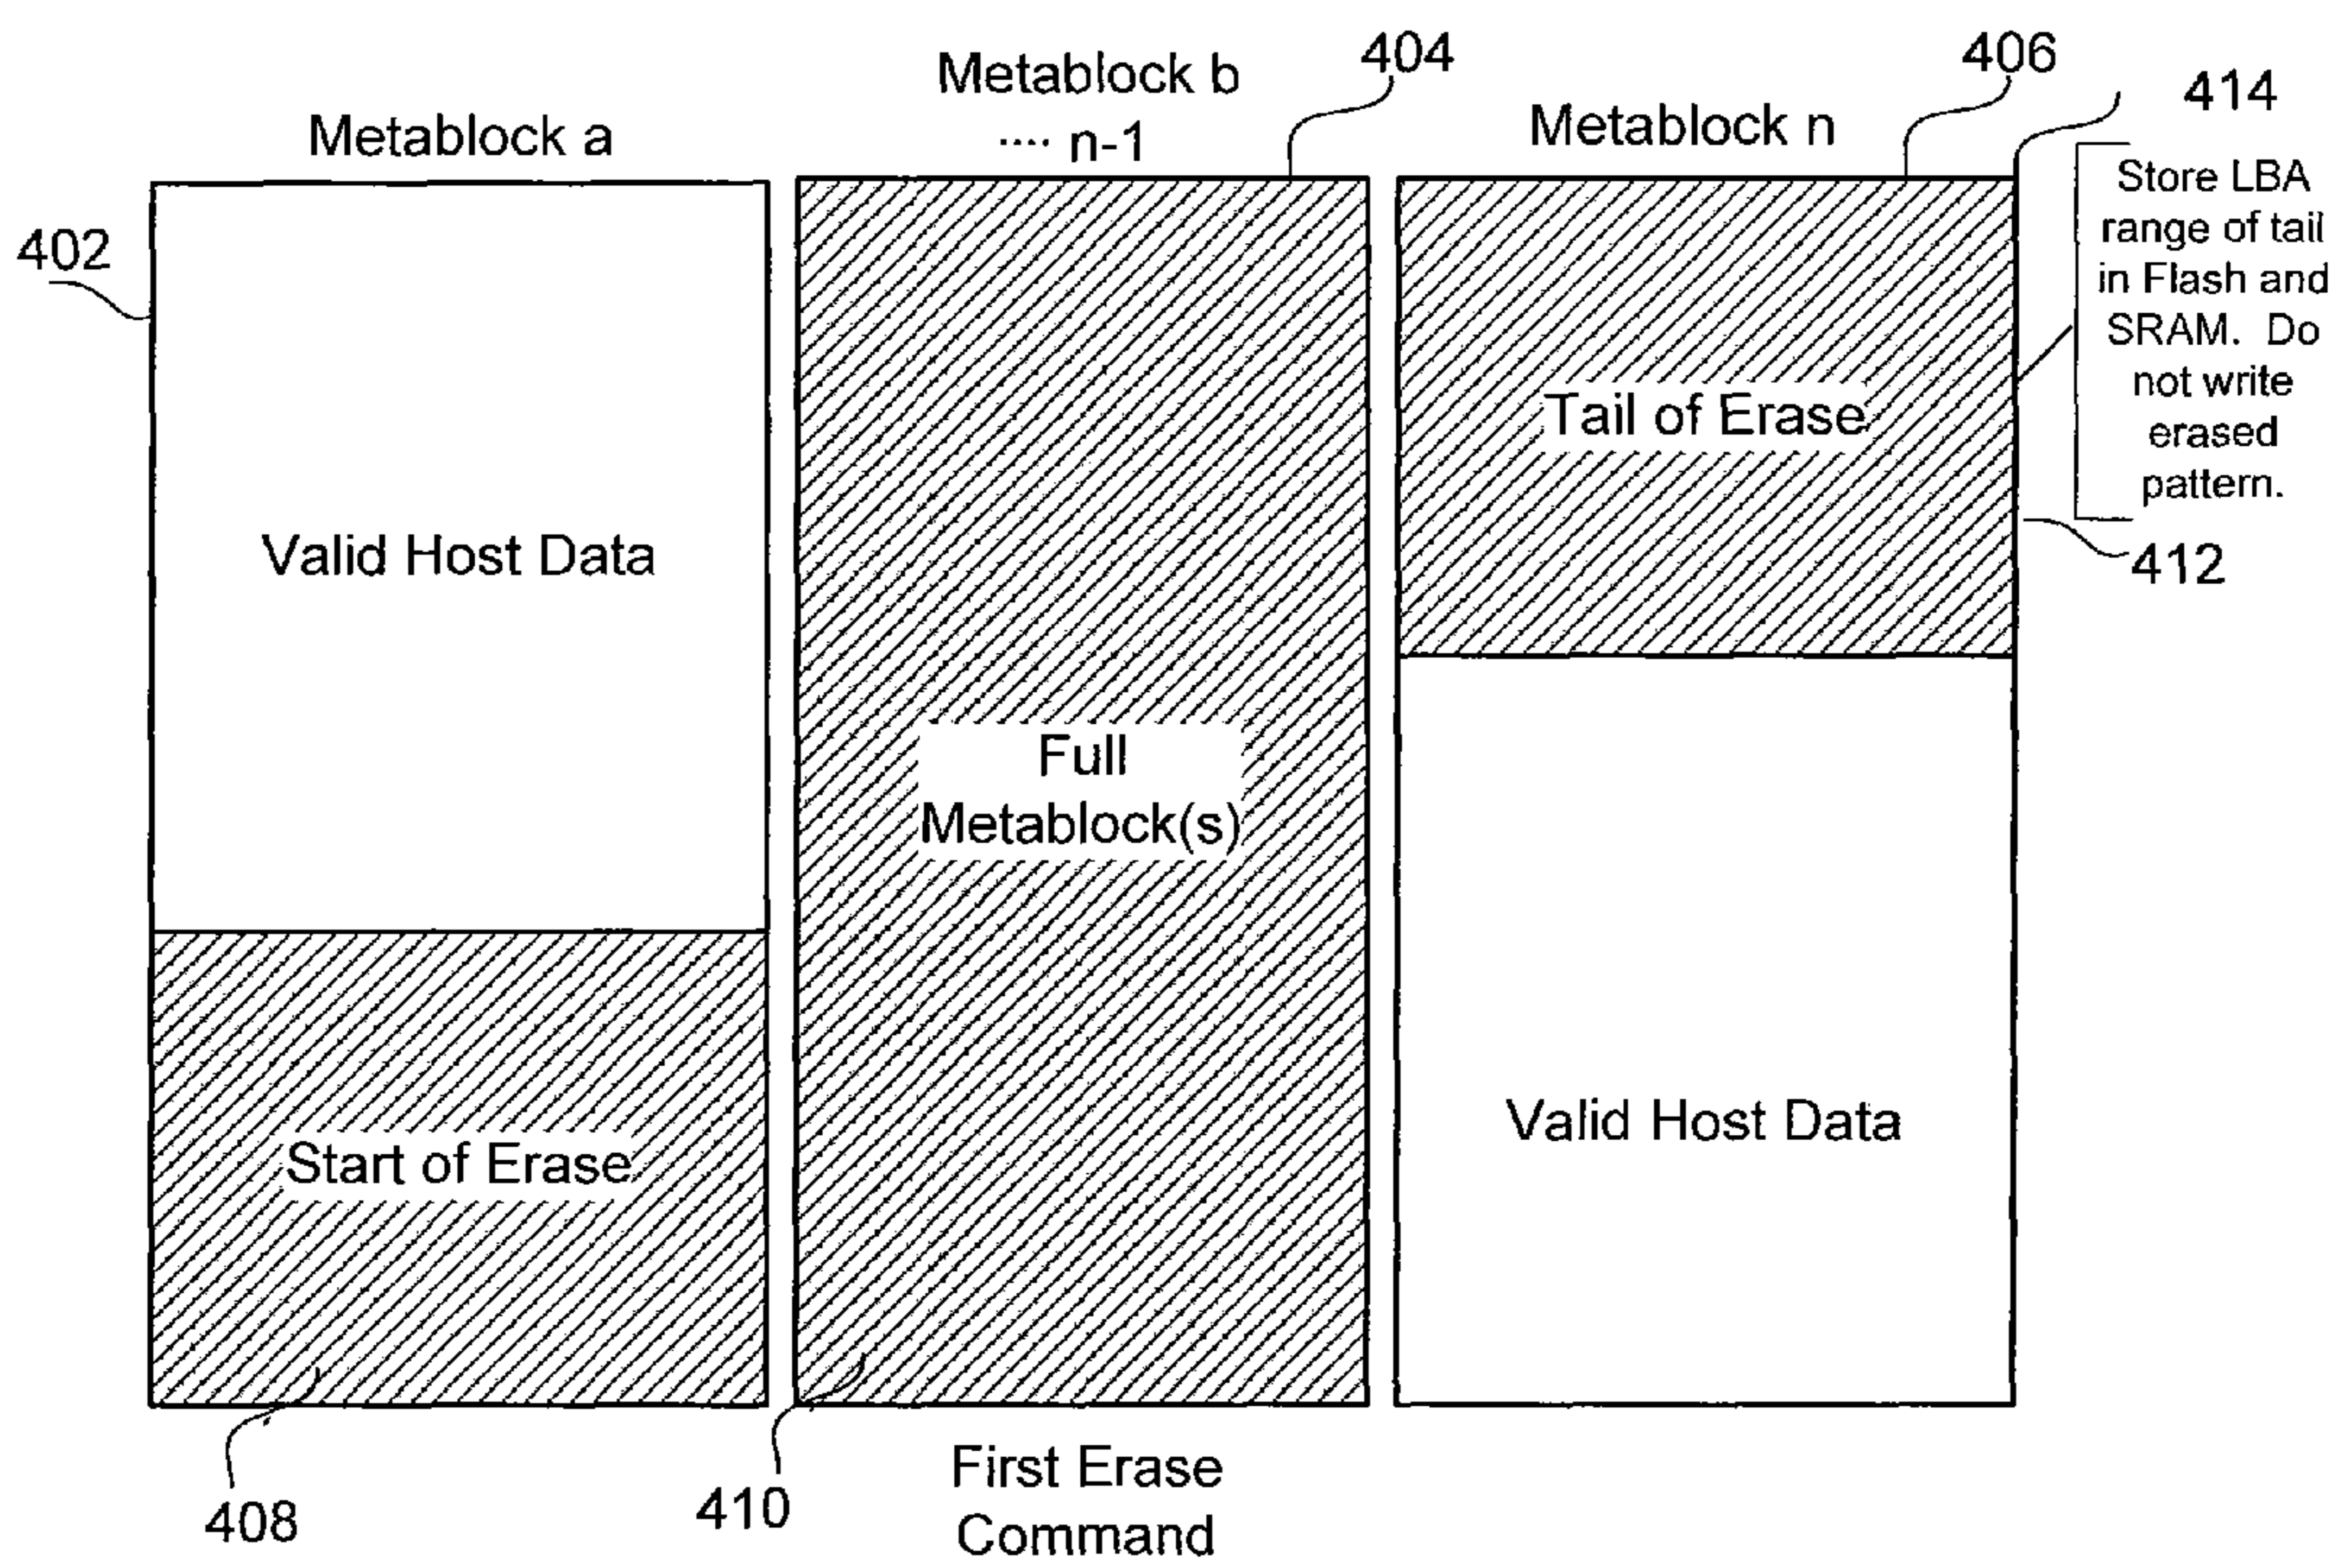 Metablock a
Metablock b
.... n-1
404
Metablock n
406
414
402
Store LBA
range of tail
in Flash and
SRAM. Do
not write
erased
pattern.
412
Valid Host Data
Start of Erase
Full
Metablock(s)
Tail of Erase
Valid Host Data
408
410
First Erase
Command